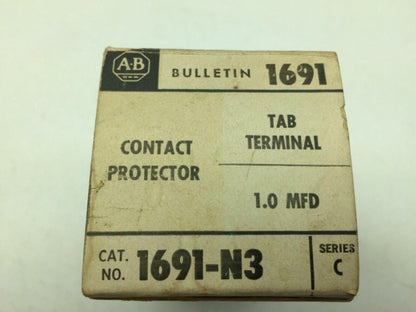 A-B BULLETIN 1691
CONTACT
PROTECTOR
TAB
TERMINAL
1.0 MFD
CAT.
NO. 1691-N3
SERIES
C